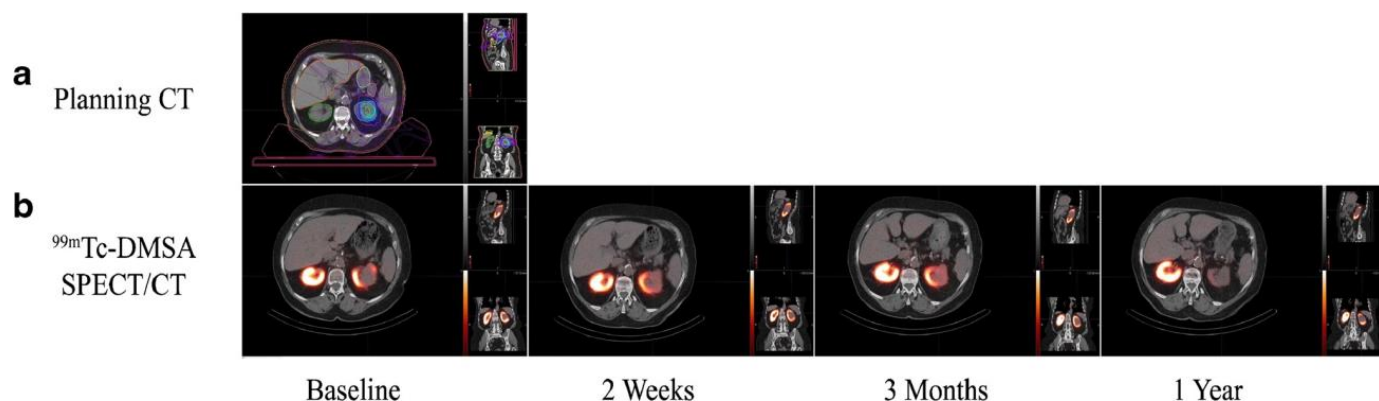 a
Planning CT
b
⁹⁹ᵐTc-DMSA
SPECT/CT
Baseline
2 Weeks
3 Months
1 Year